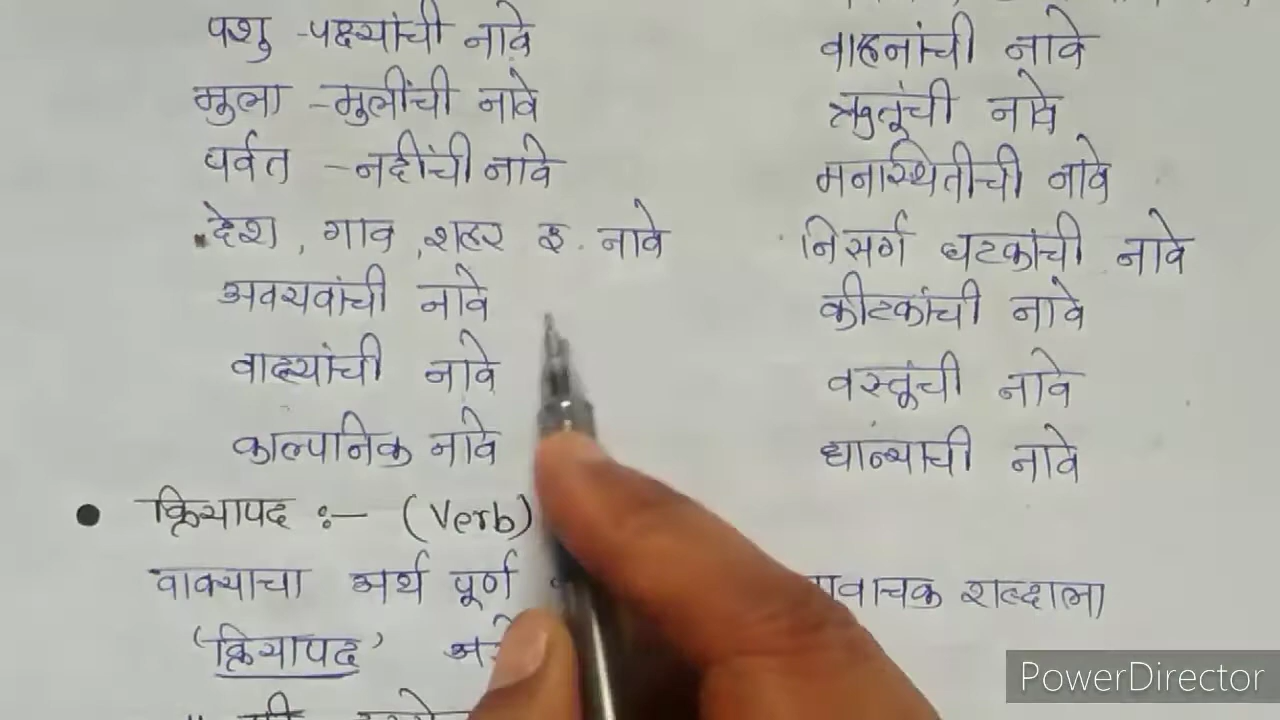 पशु - पक्ष्यांची नावे
मुला - मुलींची नावे
पर्वत - नदींची नावे
देश, गाव, शहर इ. नावे
अवयवांची नावे
वाद्यांची नावे
काल्पनिक नावे
वाहनांची नावे
ऋतूंची नावे
मनःस्थितीची नावे
निसर्ग घटकांची नावे
कीटकांची नावे
वस्तूंची नावे
धान्याची नावे
• क्रियापद :- (Verb)
वाक्याचा अर्थ पूर्ण वाचक शब्दाला
'क्रियापद'
PowerDirector